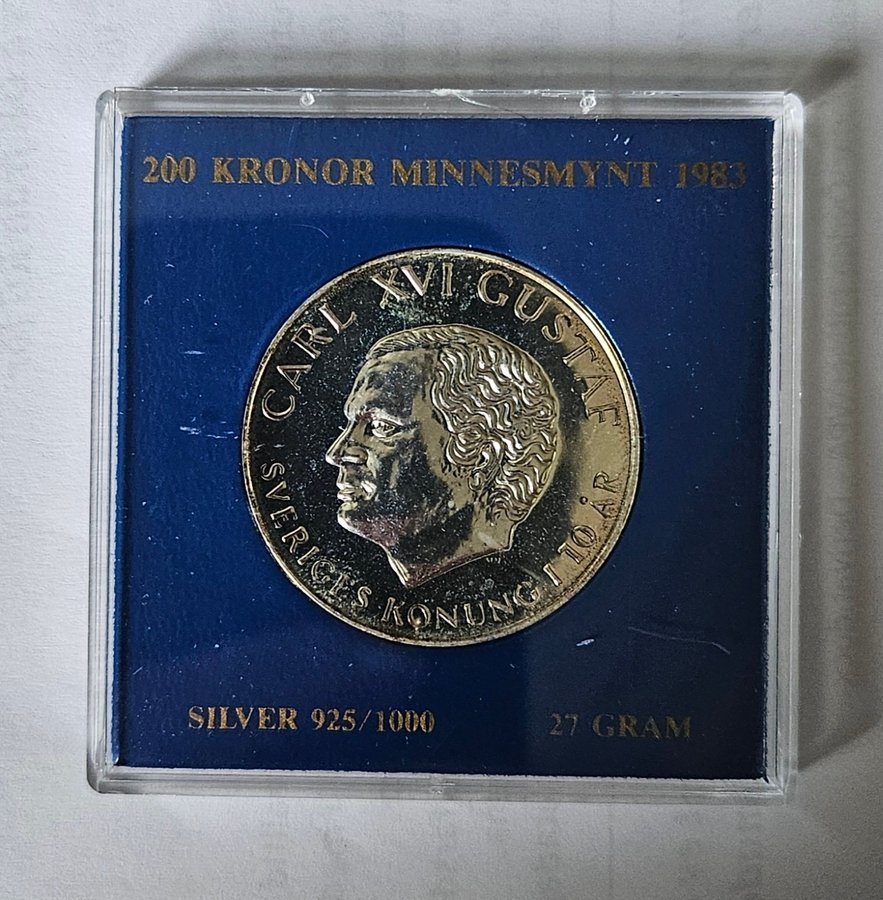 200 KRONOR MINNESMYNT 1983
CARL XVI GUSTAF
SVERIGES KONUNG I 10 ÅR
SILVER 925/1000
27 GRAM